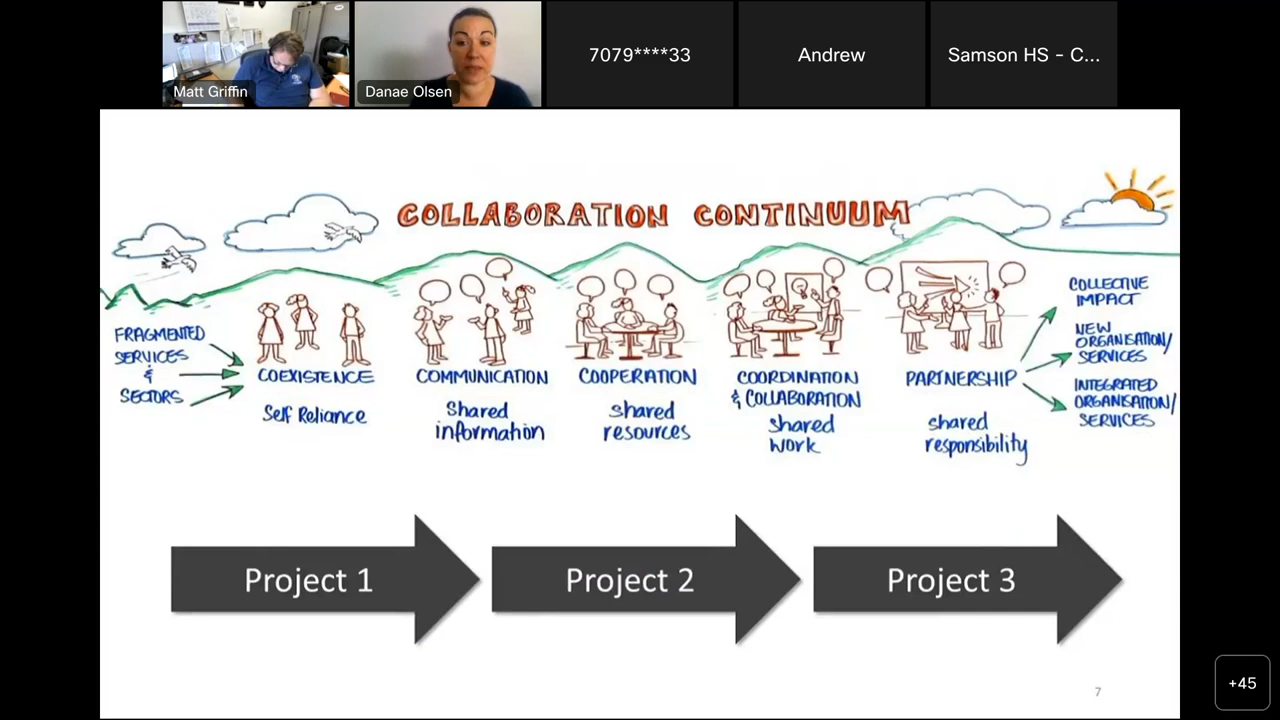 Matt Griffin
Danae Olsen
7079****33
Andrew
Samson HS - C...
COLLABORATION CONTINUUM
FRAGMENTED
SERVICES
&
SECTORS
COEXISTENCE
Self Reliance
COMMUNICATION
Shared
information
COOPERATION
shared
resources
COORDINATION
& COLLABORATION
shared
work
PARTNERSHIP
shared
responsibility
COLLECTIVE
IMPACT
NEW
ORGANISATION/
SERVICES
INTEGRATED
ORGANISATION/
SERVICES
Project 1
Project 2
Project 3
7
+45